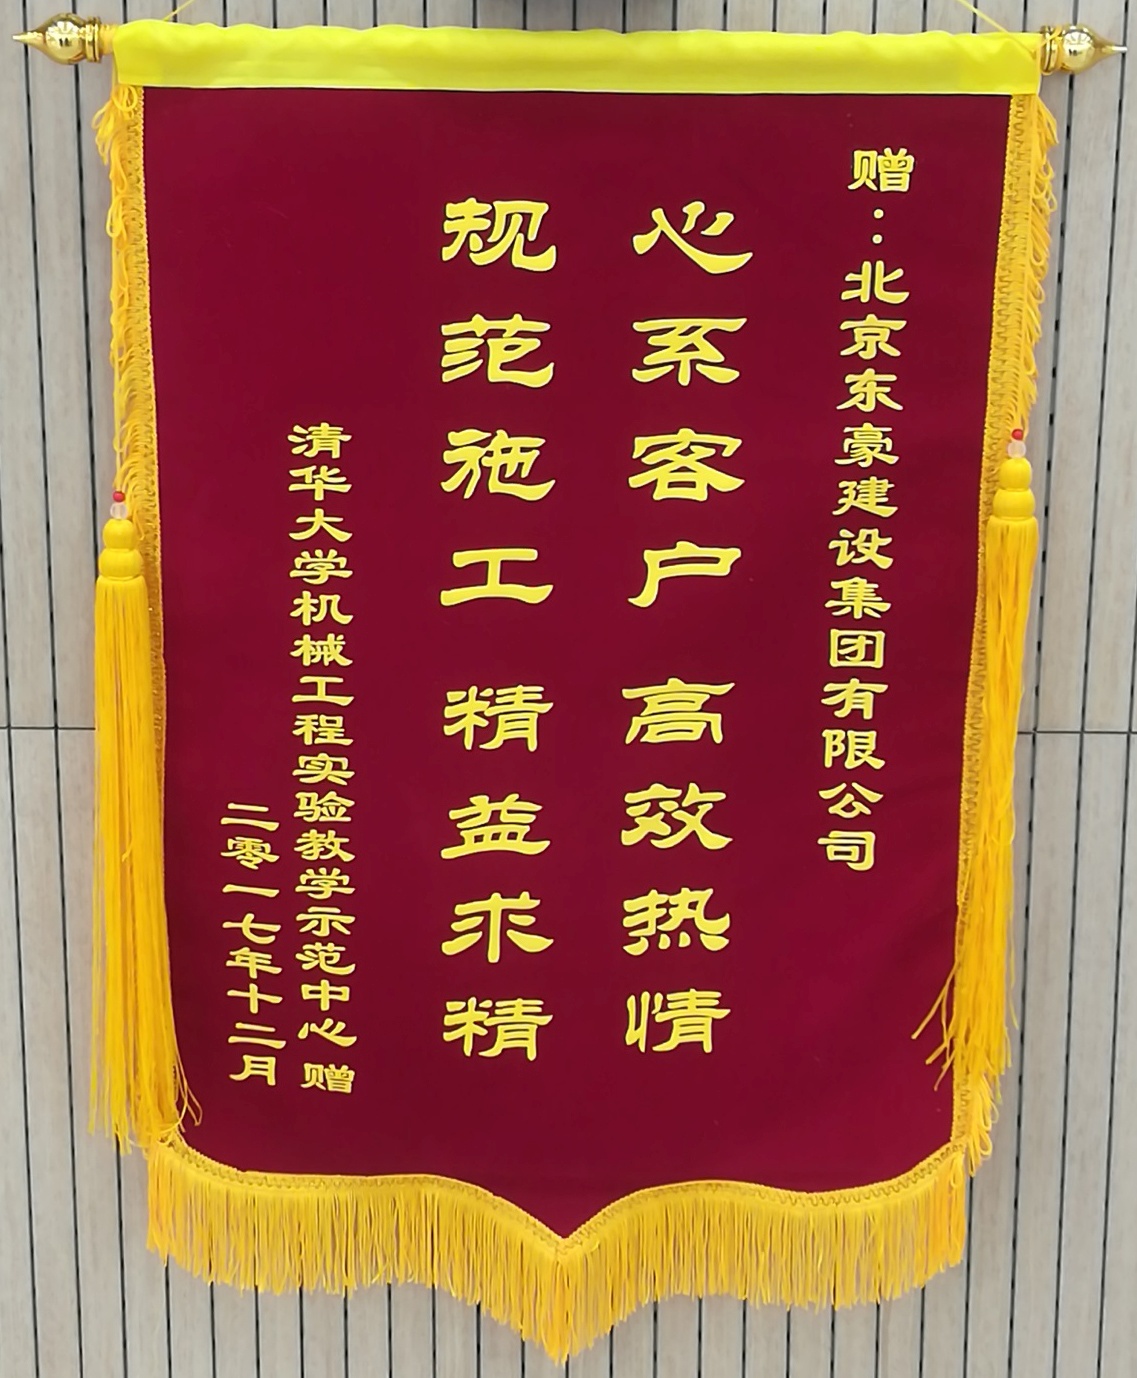 赠：北京东豪建设集团有限公司
心系客户 高效热情
规范施工 精益求精
清华大学机械工程实验教学示范中心 赠
二零一七年十二月